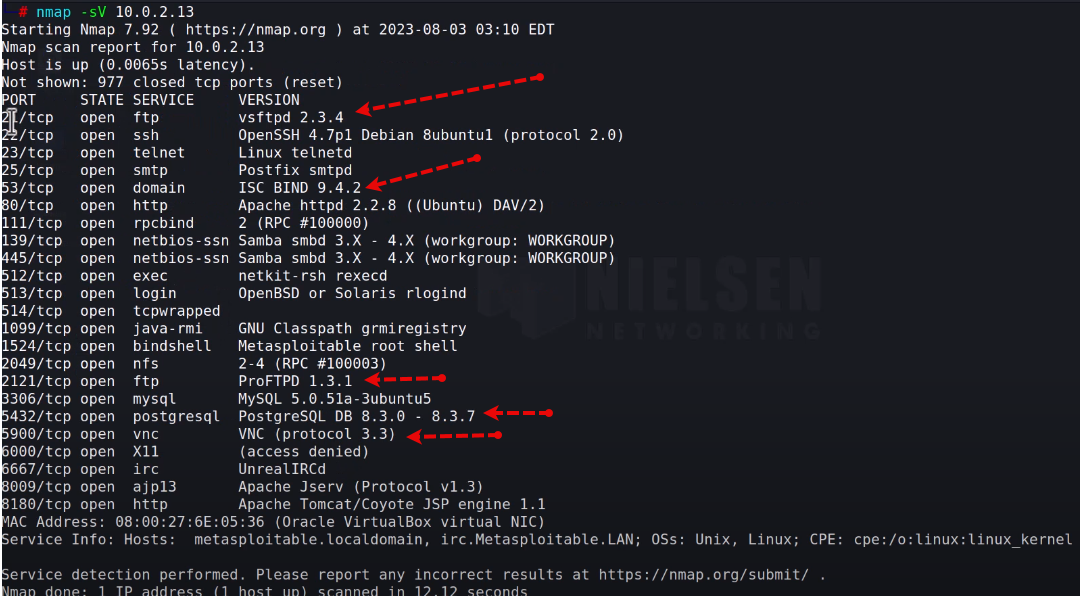 # nmap -sV 10.0.2.13
Starting Nmap 7.92 ( https://nmap.org ) at 2023-08-03 03:10 EDT
Nmap scan report for 10.0.2.13
Host is up (0.0065s latency).
Not shown: 977 closed tcp ports (reset)
PORT     STATE SERVICE     VERSION
21/tcp   open  ftp         vsftpd 2.3.4
22/tcp   open  ssh         OpenSSH 4.7p1 Debian 8ubuntu1 (protocol 2.0)
23/tcp   open  telnet      Linux telnetd
25/tcp   open  smtp        Postfix smtpd
53/tcp   open  domain      ISC BIND 9.4.2
80/tcp   open  http        Apache httpd 2.2.8 ((Ubuntu) DAV/2)
111/tcp  open  rpcbind     2 (RPC #100000)
139/tcp  open  netbios-ssn Samba smbd 3.X - 4.X (workgroup: WORKGROUP)
445/tcp  open  netbios-ssn Samba smbd 3.X - 4.X (workgroup: WORKGROUP)
512/tcp  open  exec        netkit-rsh rexecd
513/tcp  open  login       OpenBSD or Solaris rlogind
514/tcp  open  tcpwrapped
1099/tcp open  java-rmi    GNU Classpath grmiregistry
1524/tcp open  bindshell   Metasploitable root shell
2049/tcp open  nfs         2-4 (RPC #100003)
2121/tcp open  ftp         ProFTPD 1.3.1
3306/tcp open  mysql       MySQL 5.0.51a-3ubuntu5
5432/tcp open  postgresql  PostgreSQL DB 8.3.0 - 8.3.7
5900/tcp open  vnc         VNC (protocol 3.3)
6000/tcp open  X11         (access denied)
6667/tcp open  irc         UnrealIRCd
8009/tcp open  ajp13       Apache Jserv (Protocol v1.3)
8180/tcp open  http        Apache Tomcat/Coyote JSP engine 1.1
MAC Address: 08:00:27:6E:05:36 (Oracle VirtualBox virtual NIC)
Service Info: Hosts:  metasploitable.localdomain, irc.Metasploitable.LAN; OSs: Unix, Linux; CPE: cpe:/o:linux:linux_kernel
Service detection performed. Please report any incorrect results at https://nmap.org/submit/ .
Nmap done: 1 IP address (1 host up) scanned in 12.12 seconds
NIELSEN
NETWORKING